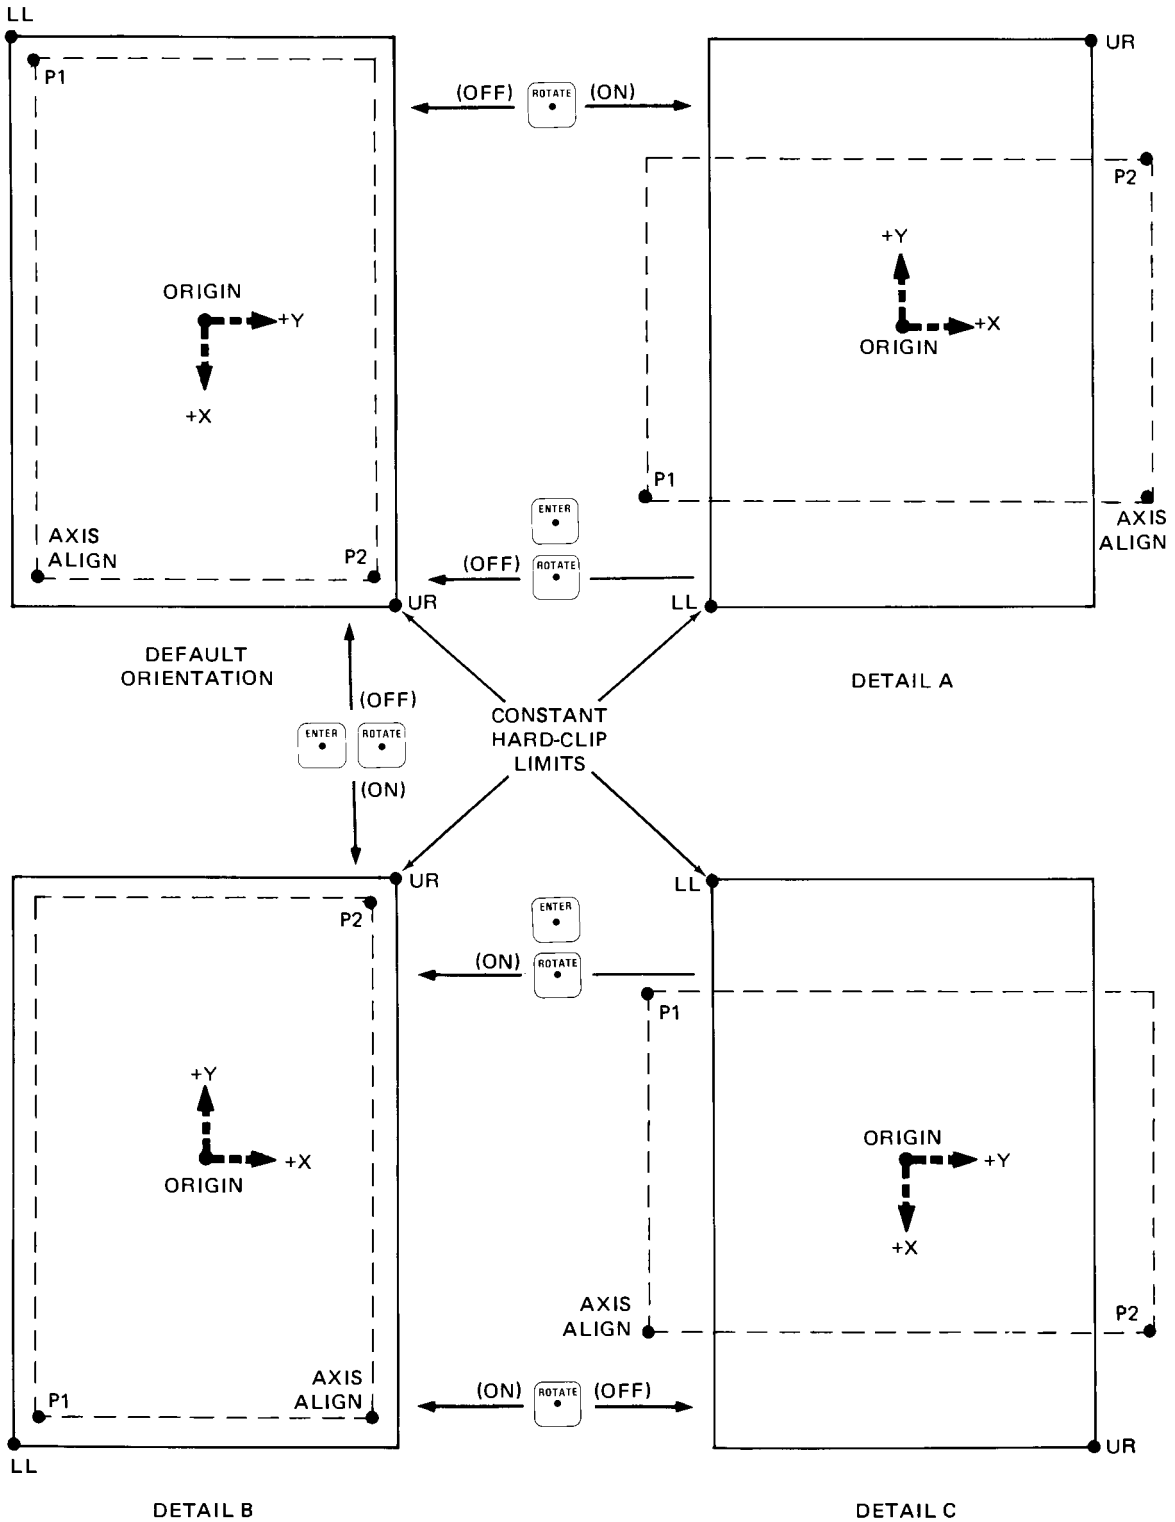 LL
P1
ORIGIN
+Y
+X
AXIS
ALIGN
P2
UR
DEFAULT
ORIENTATION
(OFF) ROTATE (ON)
UR
P2
+Y
+X
ORIGIN
P1
AXIS
ALIGN
LL
DETAIL A
ENTER
(OFF) ROTATE
(OFF)
ENTER ROTATE
(ON)
CONSTANT
HARD-CLIP
LIMITS
UR
P2
+Y
+X
ORIGIN
P1
AXIS
ALIGN
LL
DETAIL B
ENTER
(ON) ROTATE
LL
P1
ORIGIN
+Y
+X
AXIS
ALIGN
P2
UR
(ON) ROTATE (OFF)
DETAIL C